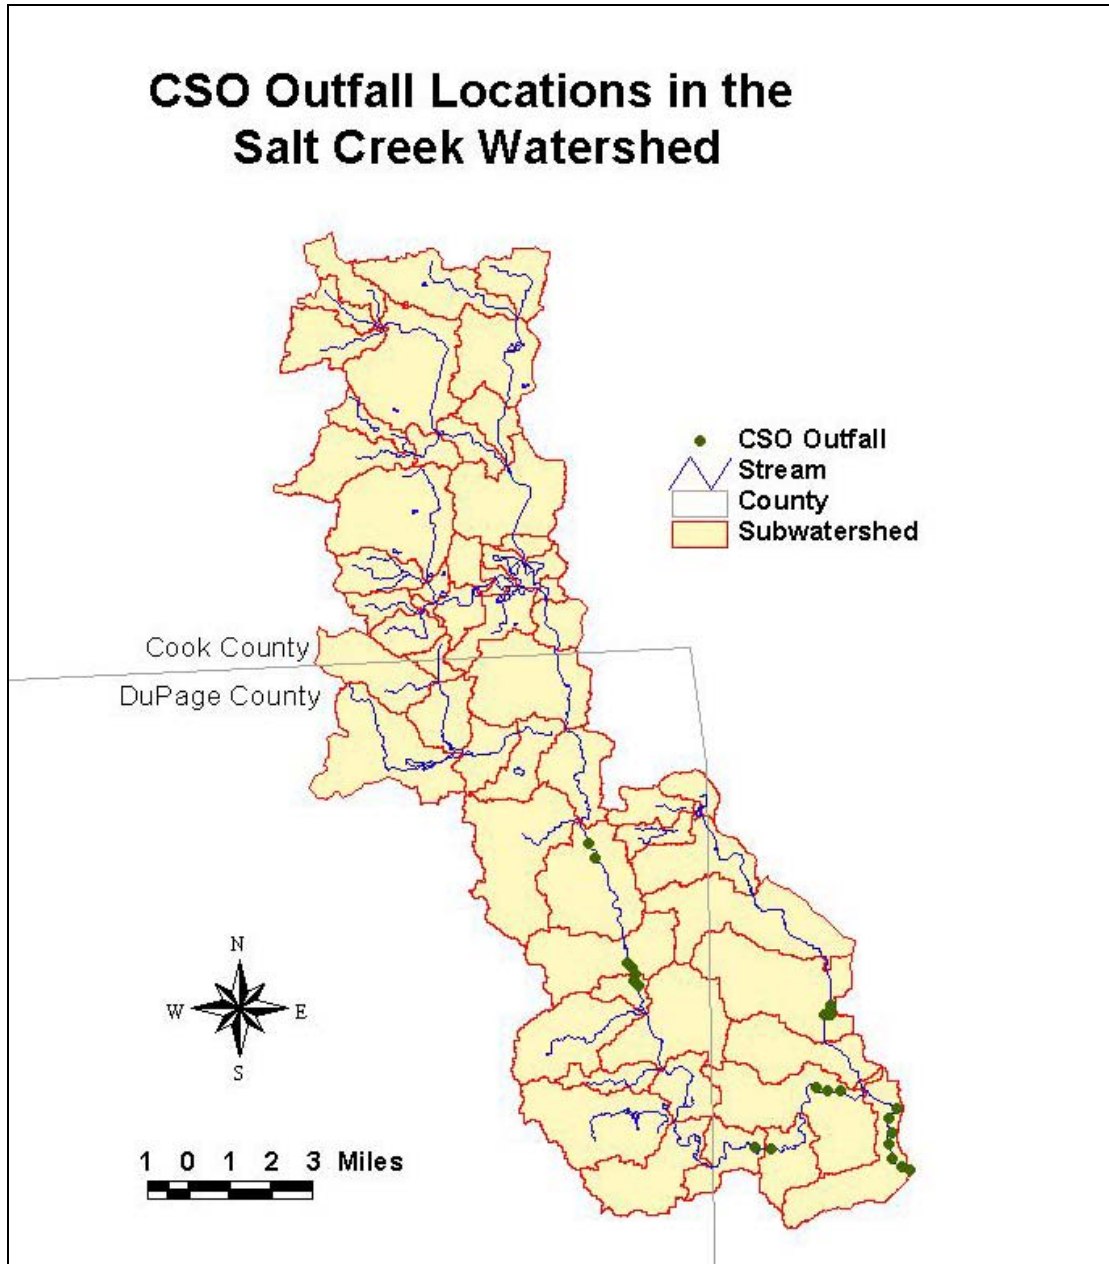 CSO Outfall Locations in the
Salt Creek Watershed
CSO Outfall
Stream
County
Subwatershed
Cook County
DuPage County
N
W E
S
1 0 1 2 3 Miles